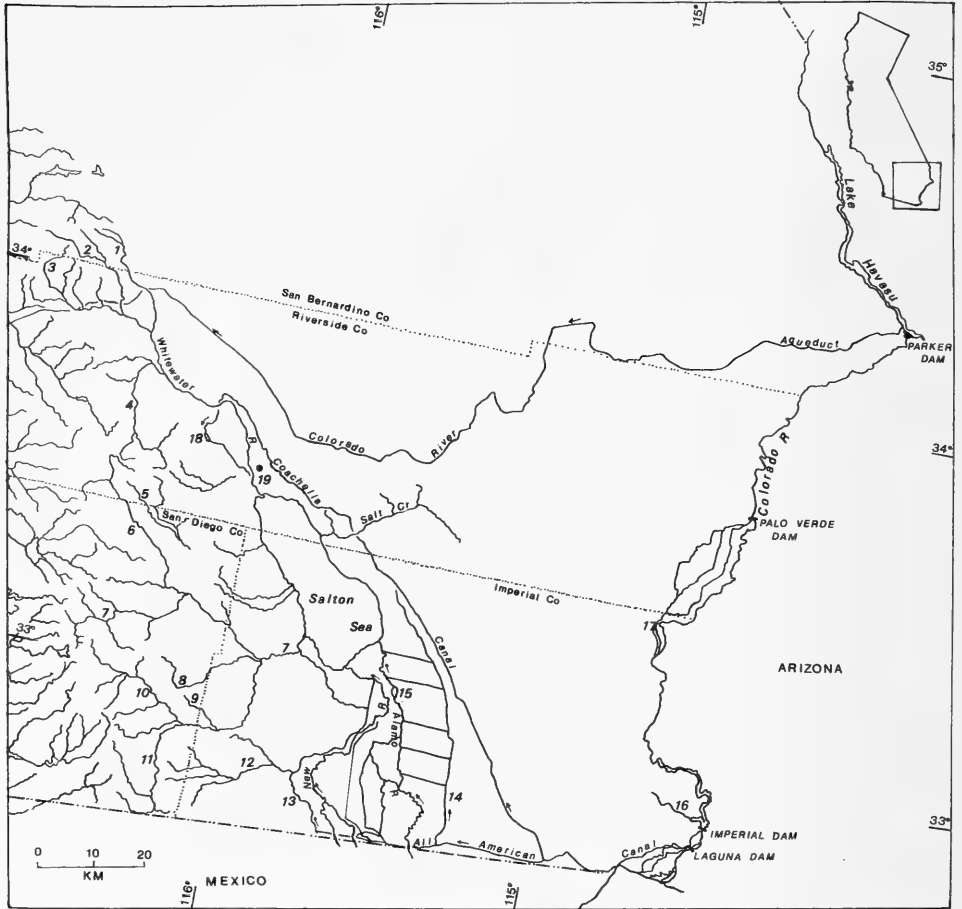 116°
115°
35°
Lake
Havasu
PARKER
DAM
34°
1
2
3
San Bernardino Co
Riverside Co
Aqueduct
Whitewater
R
4
18
19
Colorado
River
Coachella
Salt Cr
Colorado R
34°
PALO VERDE
DAM
5
6
San Diego Co
Imperial Co
Salton
Sea
Canal
17
33°
7
7
ARIZONA
8
9
10
15
Alamo
R
New
R
11
12
13
14
16
33°
IMPERIAL DAM
LAGUNA DAM
All
American
Canal
0 10 20
KM
MEXICO
116°
115°